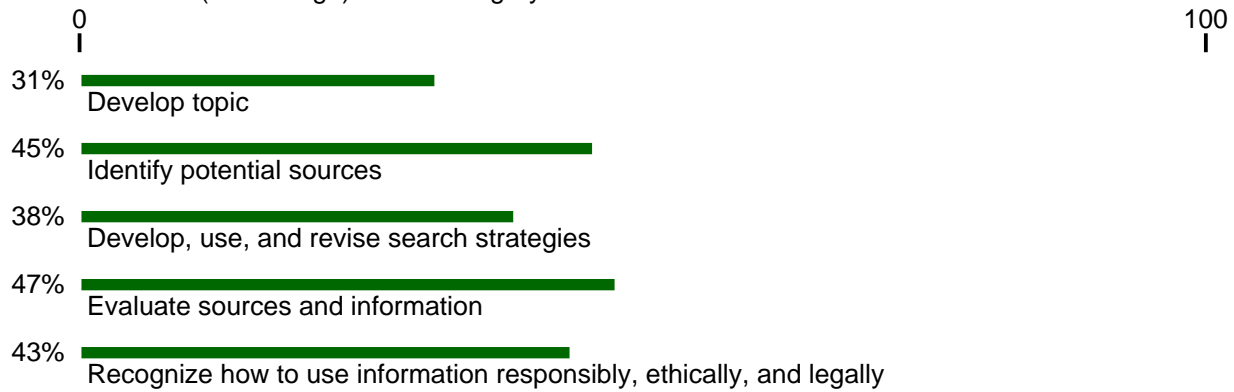 0 100
31%
Develop topic
45%
Identify potential sources
38%
Develop, use, and revise search strategies
47%
Evaluate sources and information
43%
Recognize how to use information responsibly, ethically, and legally